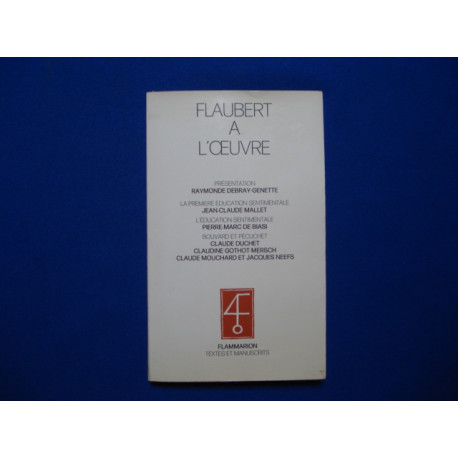 FLAUBERT
A
L'ŒUVRE
PRÉSENTATION
RAYMONDE DEBRAY-GENETTE
LA PREMIÈRE ÉDUCATION SENTIMENTALE
JEAN-CLAUDE MALLET
L'ÉDUCATION SENTIMENTALE
PIERRE-MARC DE BIASI
BOUVARD ET PÉCUCHET
CLAUDE DUCHET
CLAUDINE GOTHOT-MERSCH
CLAUDE MOUCHARD ET JACQUES NEEFS
FLAMMARION
TEXTES ET MANUSCRITS